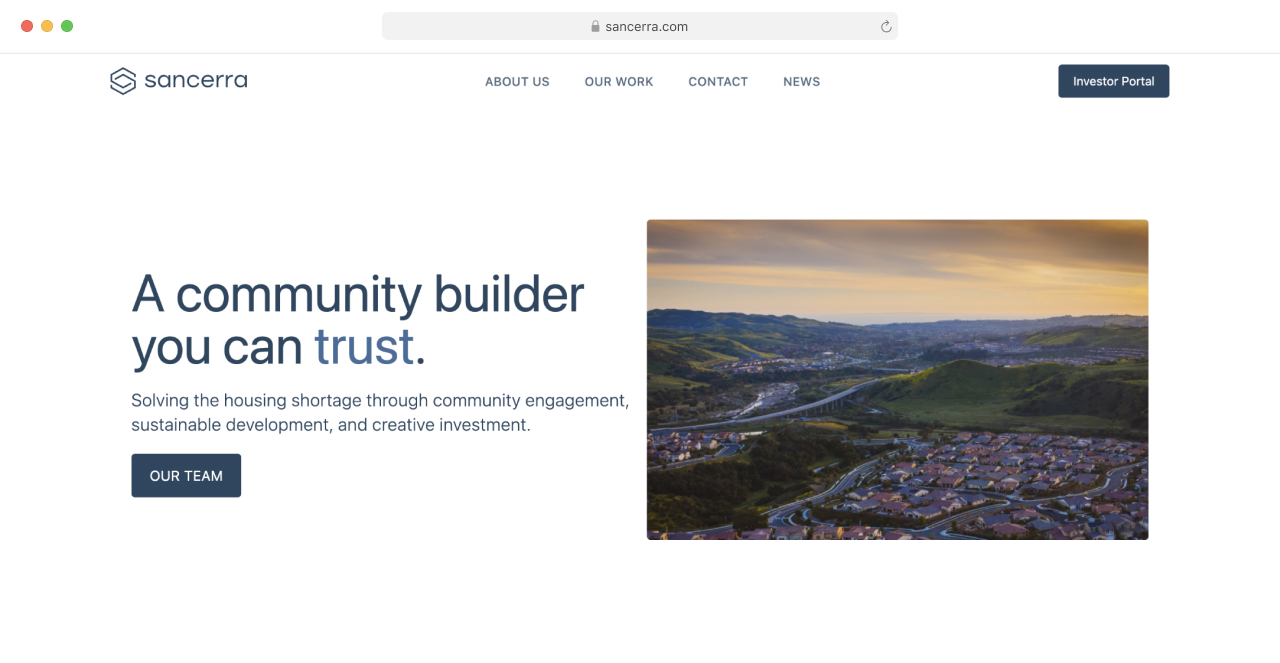 sancerra.com
sancerra
ABOUT US
OUR WORK
CONTACT
NEWS
Investor Portal
A community builder
you can trust.
Solving the housing shortage through community engagement,
sustainable development, and creative investment.
OUR TEAM